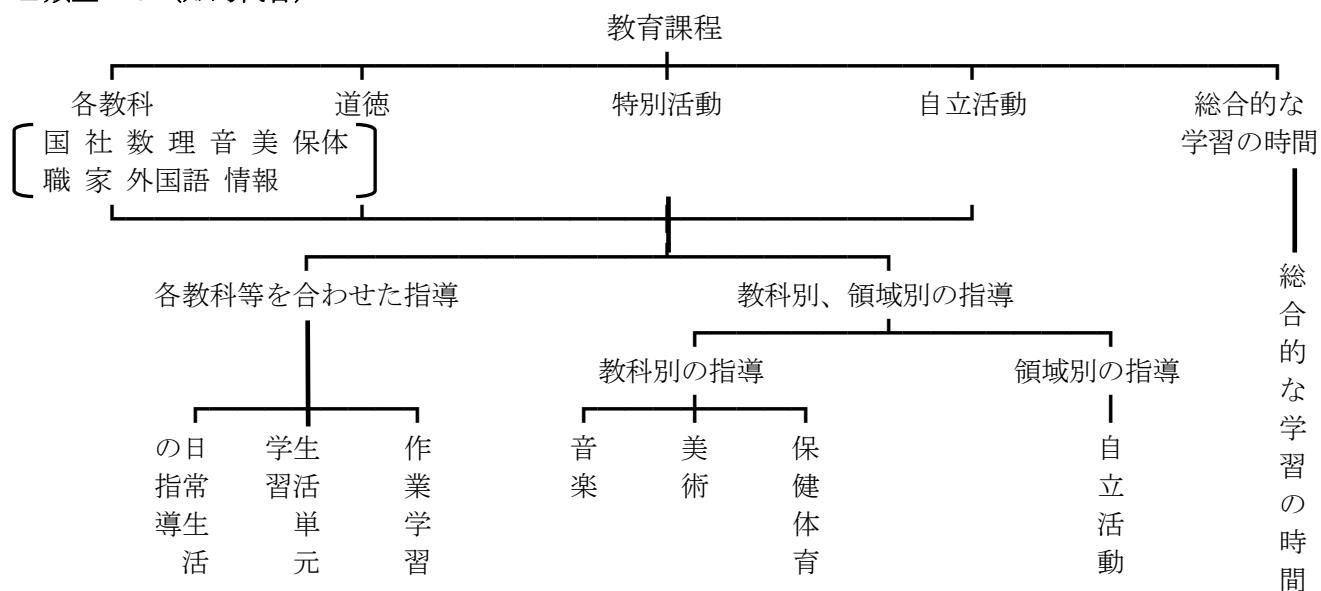 教育課程
各教科 道徳 特別活動 自立活動 総合的な
学習の時間
国 社 数 理 音 美 保体
職 家 外国語 情報
各教科等を合わせた指導 教科別、領域別の指導
教科別の指導 領域別の指導
日常生活
の指導
生活単元
学習
作業学習
音楽
美術
保健体育
自立活動
総合的な学習の時間